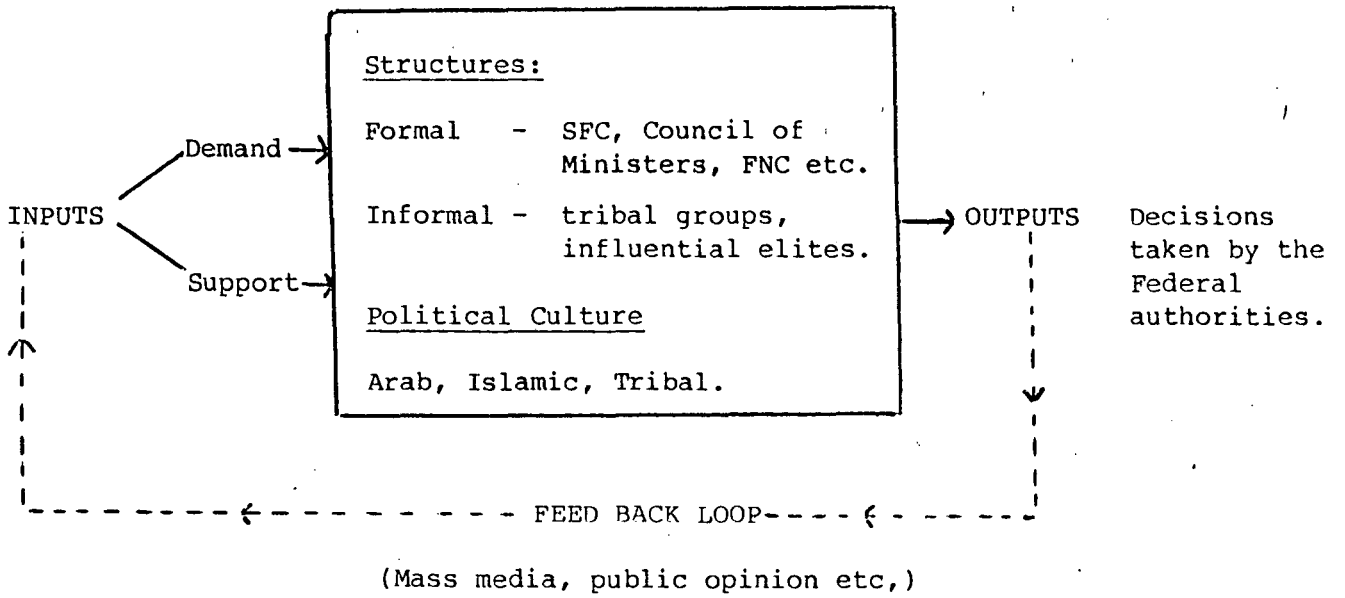 Structures:
Formal - SFC, Council of
Ministers, FNC etc.
Informal - tribal groups,
influential elites.
Political Culture
Arab, Islamic, Tribal.
INPUTS
Demand
Support
OUTPUTS
Decisions
taken by the
Federal
authorities.
FEED BACK LOOP
(Mass media, public opinion etc,)